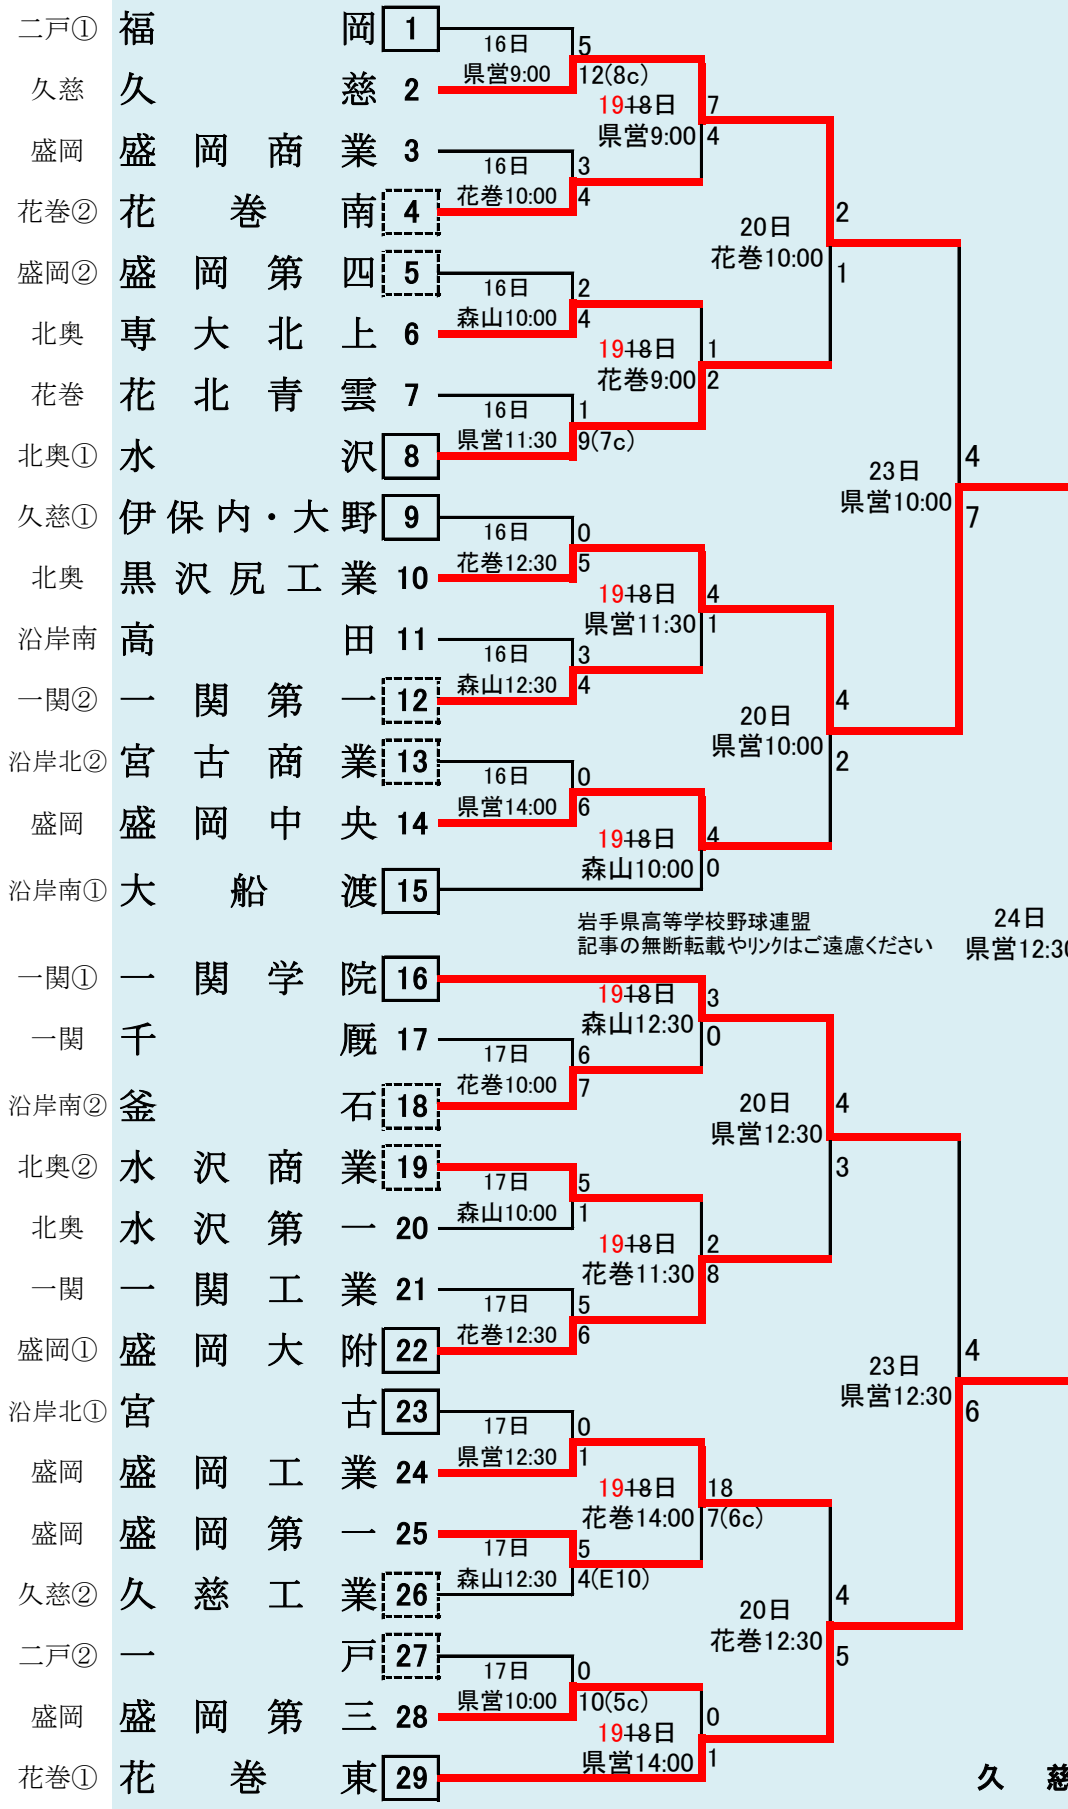 二戸① 福岡 1
16日 5
県営9:00 12(8c)
久慈 久慈 2
1918日 7
県営9:00 4
盛岡 盛岡商業 3
16日 3
花巻10:00 4
花巻② 花巻南 4
20日 2
花巻10:00 1
盛岡② 盛岡第四 5
16日 2
森山10:00 4
北奥 専大北上 6
1918日 1
花巻9:00 2
花巻 花北青雲 7
16日 1
県営11:30 9(7c)
北奥① 水沢 8
23日 4
県営10:00 7
久慈① 伊保内・大野 9
16日 0
花巻12:30 5
北奥 黒沢尻工業 10
1918日 4
県営11:30 1
沿岸南 高田 11
16日 3
森山12:30 4
一関② 一関第一 12
20日 4
県営10:00 2
沿岸北② 宮古商業 13
16日 0
県営14:00 6
盛岡 盛岡中央 14
1918日 4
森山10:00 0
沿岸南① 大船渡 15
岩手県高等学校野球連盟
記事の無断転載やリンクはご遠慮ください
24日
県営12:30
一関① 一関学院 16
1918日 3
森山12:30 0
一関 千厩 17
17日 6
花巻10:00 7
沿岸南② 釜石 18
20日 4
県営12:30 3
北奥② 水沢商業 19
17日 5
森山10:00 1
北奥 水沢第一 20
1918日 2
花巻11:30 8
一関 一関工業 21
17日 5
花巻12:30 6
盛岡① 盛岡大附 22
23日 4
県営12:30 6
沿岸北① 宮古 23
17日 0
県営12:30 1
盛岡 盛岡工業 24
1918日 18
花巻14:00 7(6c)
盛岡 盛岡第一 25
17日 5
森山12:30 4(E10)
久慈② 久慈工業 26
20日 4
花巻12:30 5
二戸② 一戸 27
17日 0
県営10:00 10(5c)
盛岡 盛岡第三 28
1918日 0
県営14:00 1
花巻① 花巻東 29
久慈